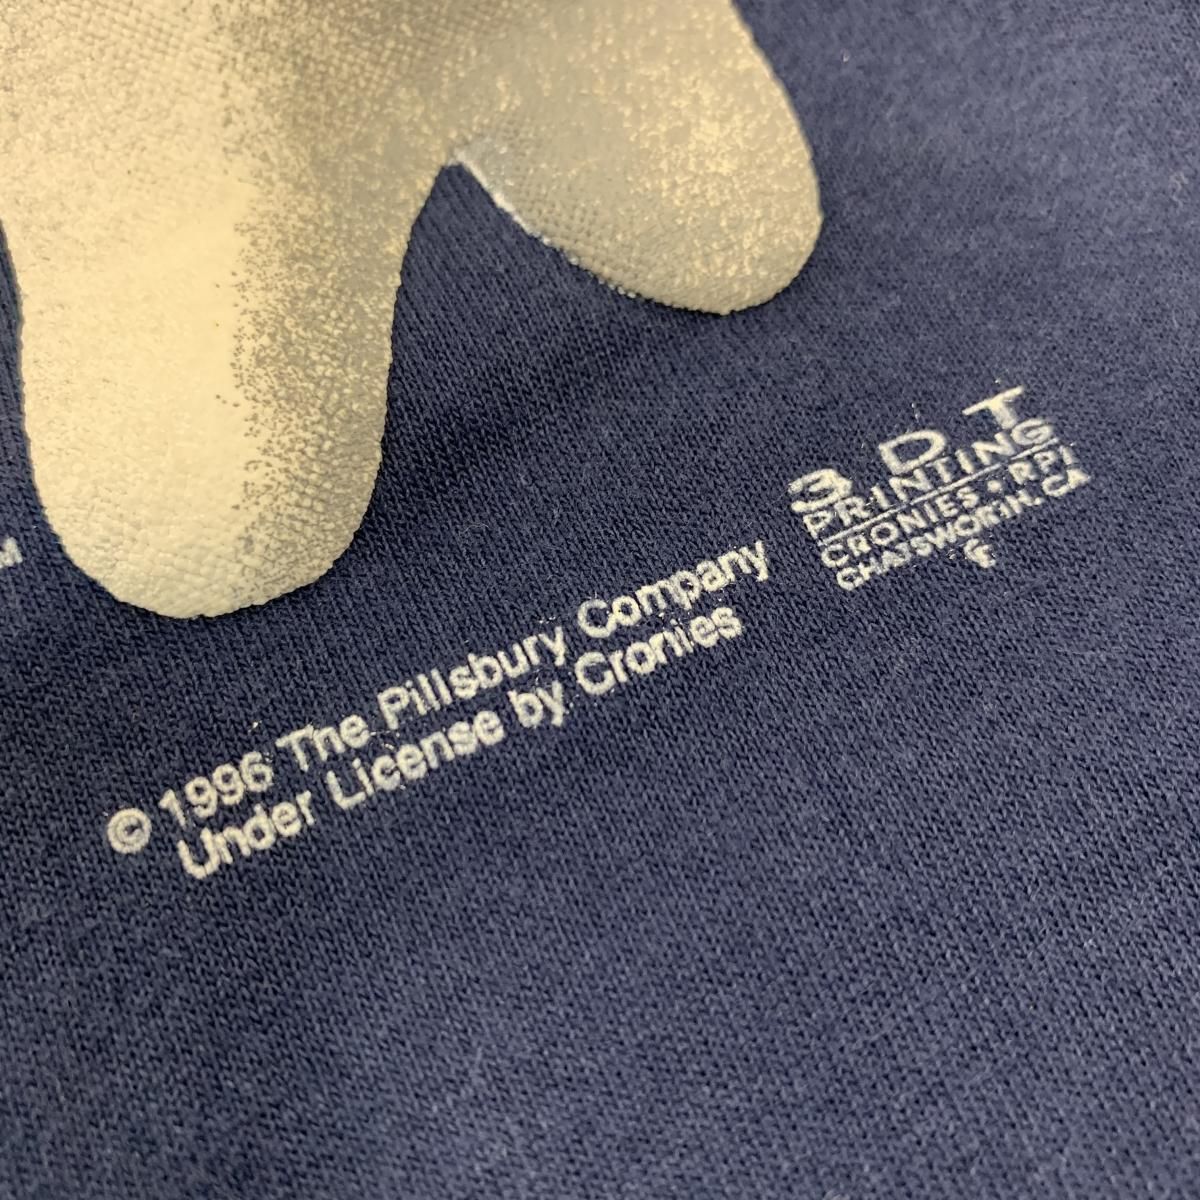 3 D T
PRINTING
CRONIES • RPI
CHATSWORTH, CA
© 1996 The Pillsbury Company
Under License by Cronies